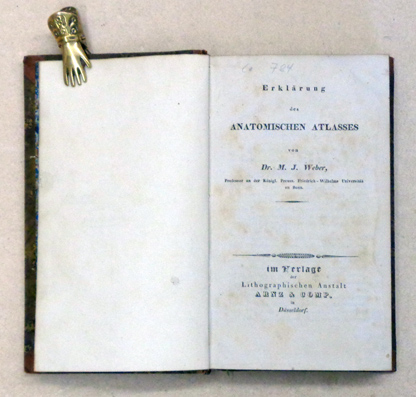 724
Erklärung
des
ANATOMISCHEN ATLASSES
von
Dr. M. J. Weber,
Professor an der Königl. Preuss. Friedrich-Wilhelms Universität
zu Bonn.
im Verlage
der
Lithographischen Anstalt
ARNZ & COMP.
in
Düsseldorf.